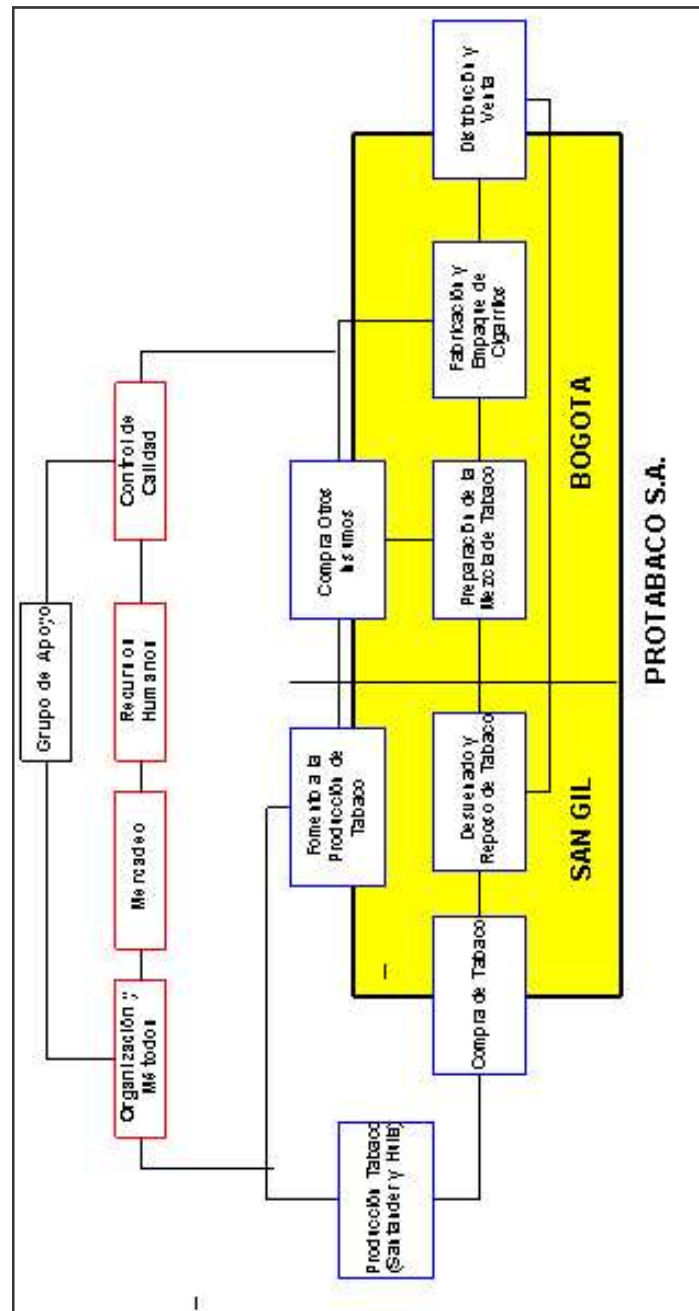 Grupo de Apoyo
Organización y
Métodos
Mercadeo
Recursos
Humanos
Control de
Calidad
Fomento a la
Producción de
Tabaco
Compra Otros
Insumos
Producción Tabaco
(Santander y Huila)
Compra de Tabaco
Desvenado y
Reposo de Tabaco
Preparación de la
Mezcla de Tabaco
Fabricación y
Empaque de
Cigarrillos
Distribución y
Venta
SAN GIL
BOGOTA
PROTABACO S.A.